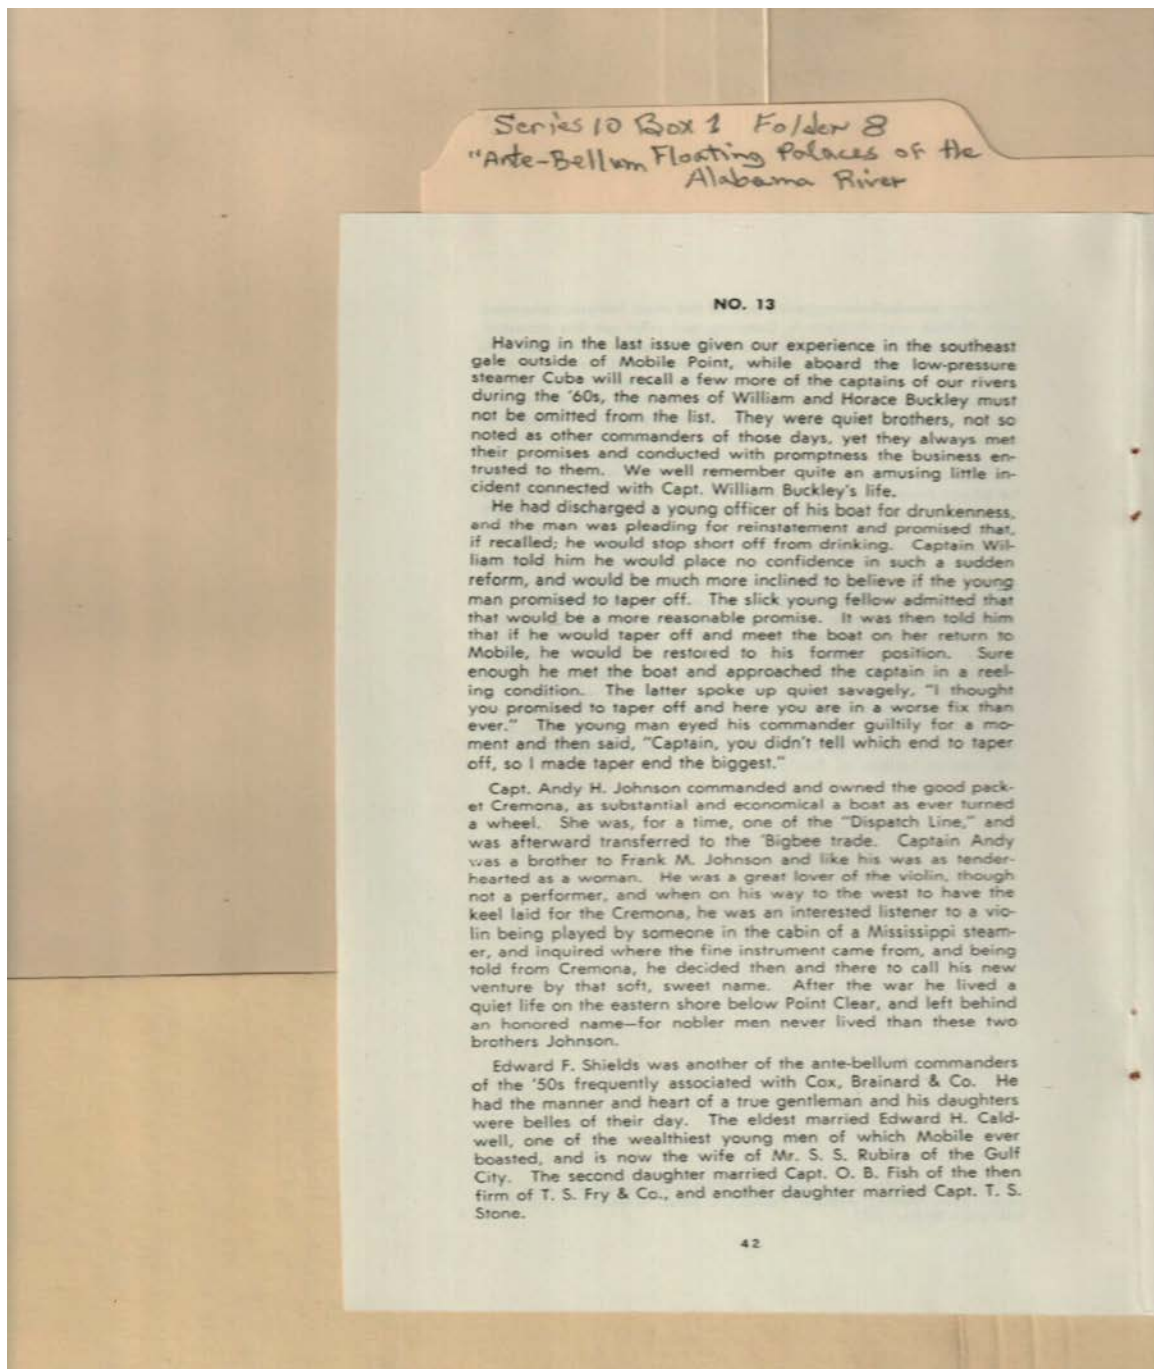 Series 10 Box 1 Folder 8
"Ante-Bellum Floating Palaces of the
Alabama River
NO. 13
Having in the last issue given our experience in the southeast
gale outside of Mobile Point, while aboard the low-pressure
steamer Cuba will recall a few more of the captains of our rivers
during the '60s, the names of William and Horace Buckley must
not be omitted from the list. They were quiet brothers, not so
noted as other commanders of those days, yet they always met
their promises and conducted with promptness the business en-
trusted to them. We well remember quite an amusing little in-
cident connected with Capt. William Buckley's life.
He had discharged a young officer of his boat for drunkenness,
and the man was pleading for reinstatement and promised that,
if recalled; he would stop short off from drinking. Captain Wil-
liam told him he would place no confidence in such a sudden
reform, and would be much more inclined to believe if the young
man promised to taper off. The slick young fellow admitted that
that would be a more reasonable promise. It was then told him
that if he would taper off and meet the boat on her return to
Mobile, he would be restored to his former position. Sure
enough he met the boat and approached the captain in a reel-
ing condition. The latter spoke up quiet savagely, "I thought
you promised to taper off and here you are in a worse fix than
ever." The young man eyed his commander guiltily for a mo-
ment and then said, "Captain, you didn't tell which end to taper
off, so I made taper end the biggest."
Capt. Andy H. Johnson commanded and owned the good pack-
et Cremona, as substantial and economical a boat as ever turned
a wheel. She was, for a time, one of the "Dispatch Line," and
was afterward transferred to the 'Bigbee trade. Captain Andy
was a brother to Frank M. Johnson and like his was as tender-
hearted as a woman. He was a great lover of the violin, though
not a performer, and when on his way to the west to have the
keel laid for the Cremona, he was an interested listener to a vio-
lin being played by someone in the cabin of a Mississippi steam-
er, and inquired where the fine instrument came from, and being
told from Cremona, he decided then and there to call his new
venture by that soft, sweet name. After the war he lived a
quiet life on the eastern shore below Point Clear, and left behind
an honored name—for nobler men never lived than these two
brothers Johnson.
Edward F. Shields was another of the ante-bellum commanders
of the '50s frequently associated with Cox, Brainard & Co. He
had the manner and heart of a true gentleman and his daughters
were belles of their day. The eldest married Edward H. Cald-
well, one of the wealthiest young men of which Mobile ever
boasted, and is now the wife of Mr. S. S. Rubira of the Gulf
City. The second daughter married Capt. O. B. Fish of the then
firm of T. S. Fry & Co., and another daughter married Capt. T. S.
Stone.
42